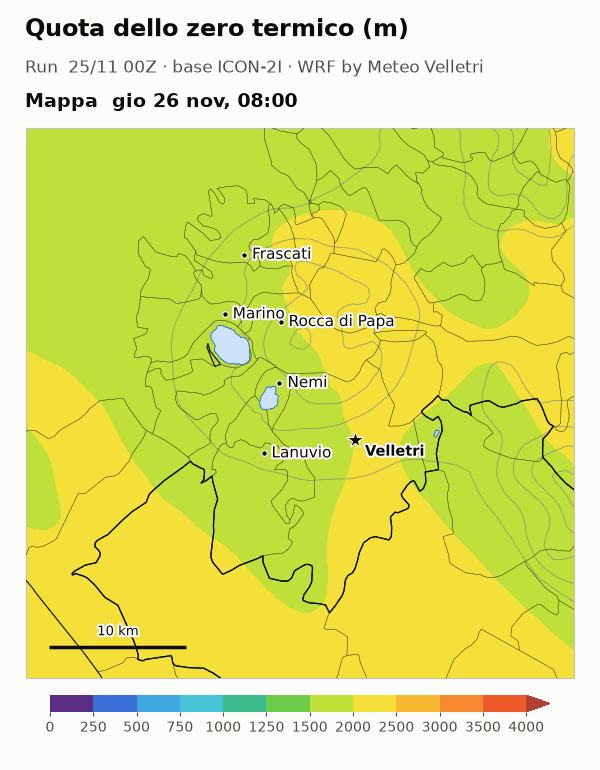 Quota dello zero termico (m)
Run  25/11 00Z · base ICON-2I · WRF by Meteo Velletri
Mappa  gio 26 nov, 08:00
Frascati
Marino
Rocca di Papa
Nemi
Velletri
Lanuvio
10 km
0 250 500 750 1000 1250 1500 2000 2500 3000 3500 4000